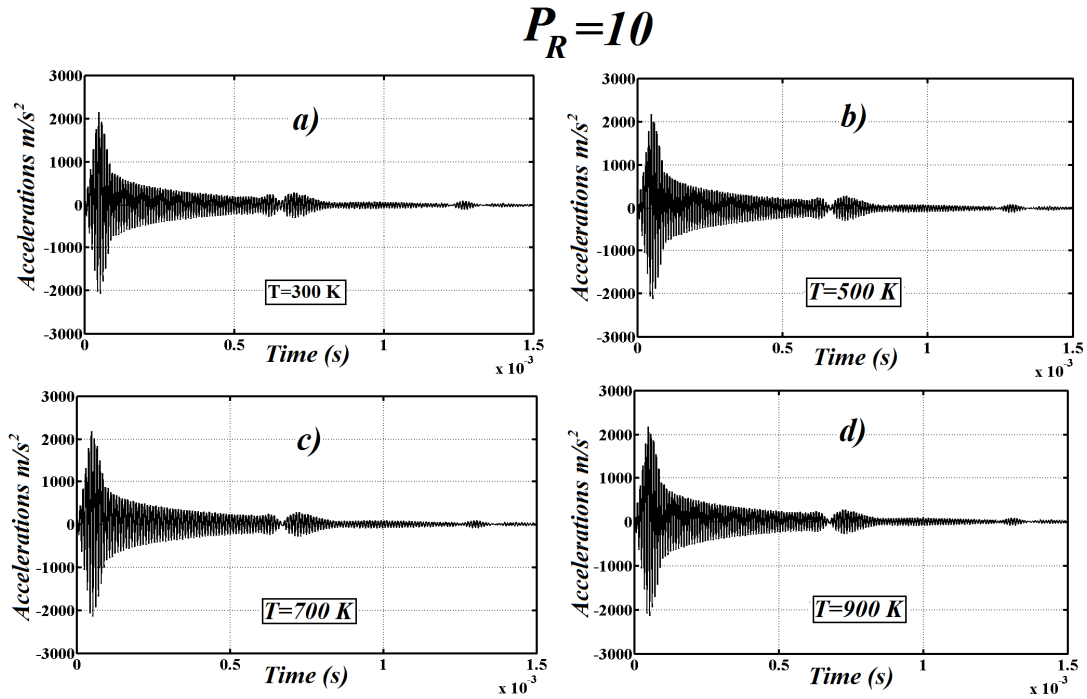 P_R=10
a)
Accelerations m/s²
3000
2000
1000
0
-1000
-2000
-3000
T=300 K
0
0.5
1
1.5
Time (s)
x 10⁻³
b)
Accelerations m/s²
3000
2000
1000
0
-1000
-2000
-3000
T=500 K
0
0.5
1
1.5
Time (s)
x 10⁻³
c)
Accelerations m/s²
3000
2000
1000
0
-1000
-2000
-3000
T=700 K
0
0.5
1
1.5
Time (s)
x 10⁻³
d)
Accelerations m/s²
3000
2000
1000
0
-1000
-2000
-3000
T=900 K
0
0.5
1
1.5
Time (s)
x 10⁻³